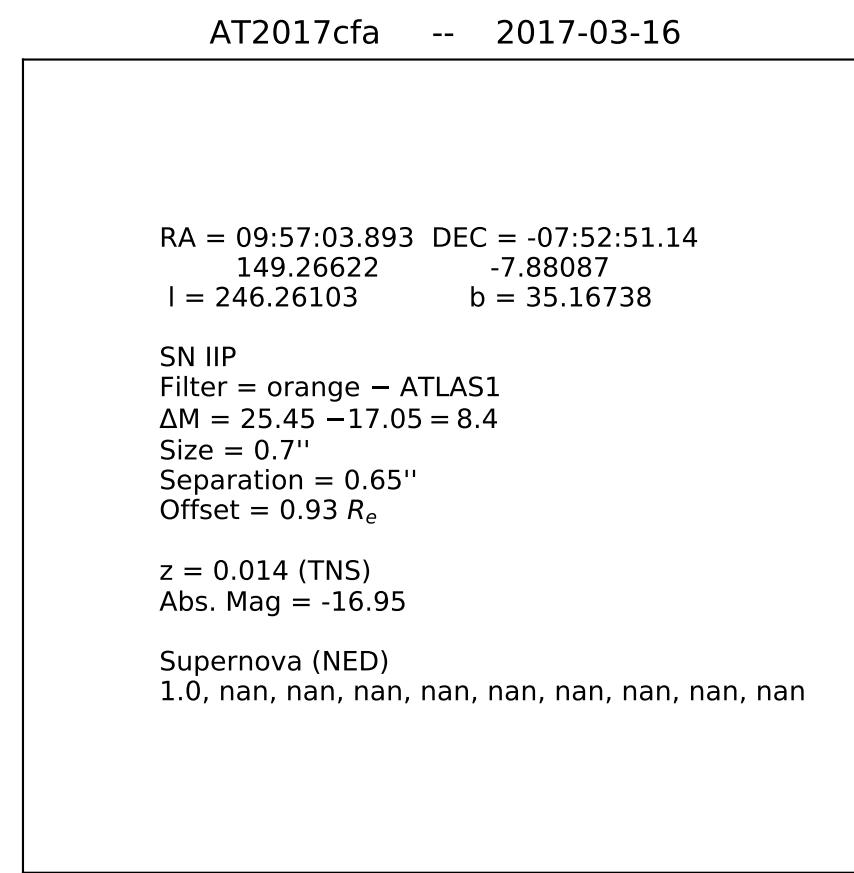 AT2017cfa -- 2017-03-16
RA = 09:57:03.893 DEC = -07:52:51.14
149.26622 -7.88087
l = 246.26103 b = 35.16738
SN IIP
Filter = orange − ATLAS1
ΔM = 25.45 −17.05 = 8.4
Size = 0.7''
Separation = 0.65''
Offset = 0.93 Rₑ
z = 0.014 (TNS)
Abs. Mag = -16.95
Supernova (NED)
1.0, nan, nan, nan, nan, nan, nan, nan, nan, nan